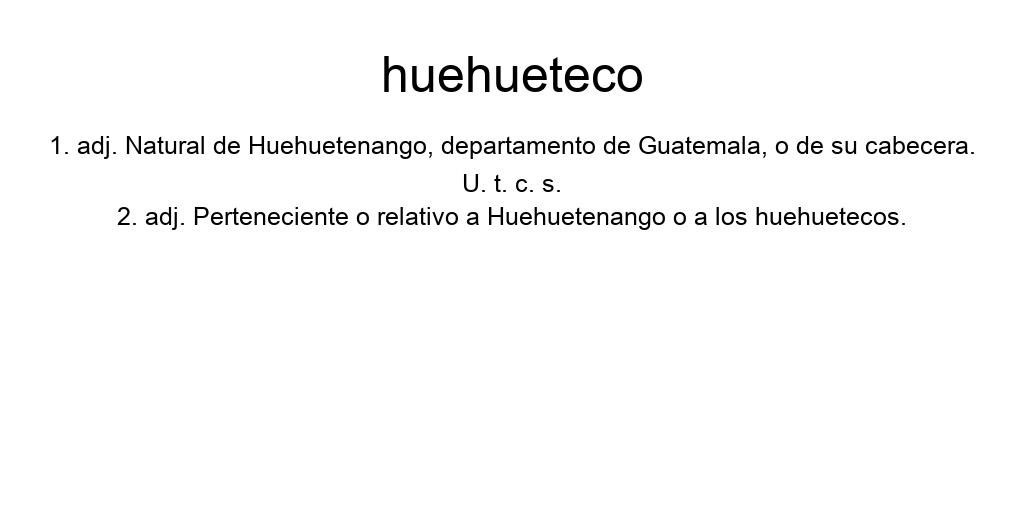 huehueteco
1. adj. Natural de Huehuetenango, departamento de Guatemala, o de su cabecera.
U. t. c. s.
2. adj. Perteneciente o relativo a Huehuetenango o a los huehuetecos.